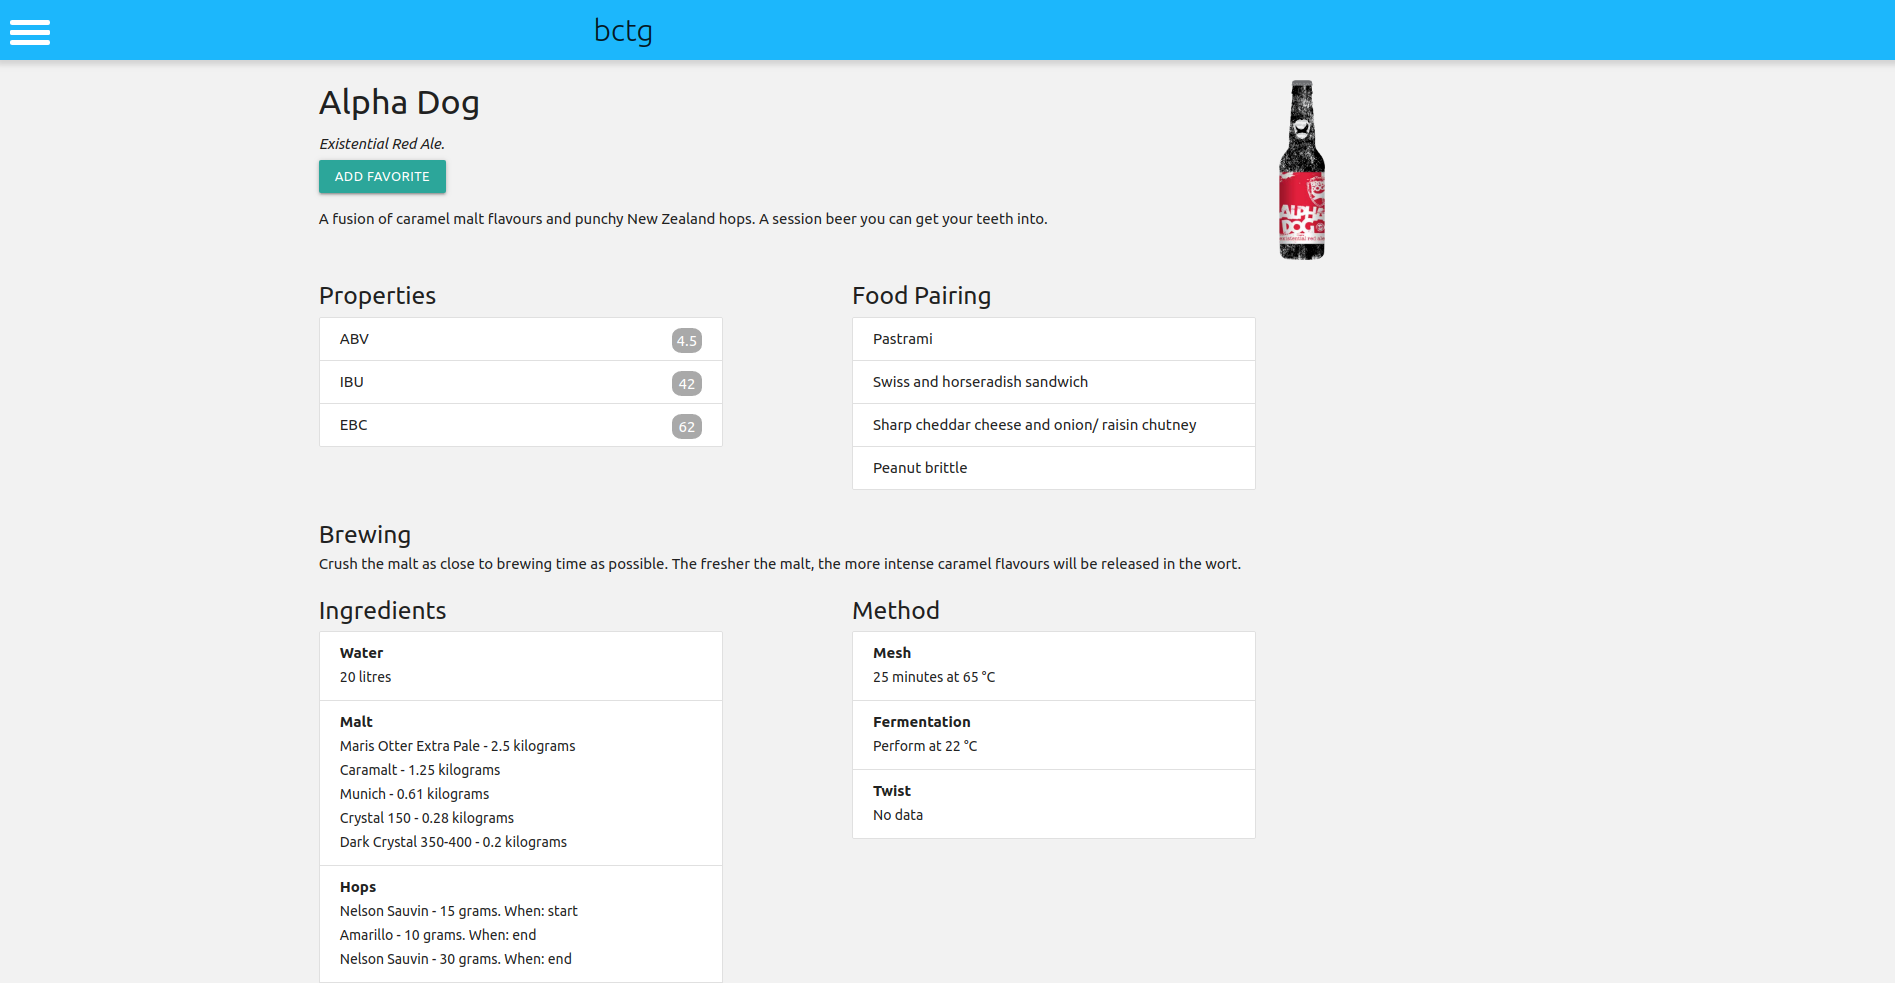 bctg
Alpha Dog
Existential Red Ale.
ADD FAVORITE
A fusion of caramel malt flavours and punchy New Zealand hops. A session beer you can get your teeth into.
ALPHA
DOG
Properties
ABV 4.5
IBU 42
EBC 62
Food Pairing
Pastrami
Swiss and horseradish sandwich
Sharp cheddar cheese and onion/ raisin chutney
Peanut brittle
Brewing
Crush the malt as close to brewing time as possible. The fresher the malt, the more intense caramel flavours will be released in the wort.
Ingredients
Water
20 litres
Malt
Maris Otter Extra Pale - 2.5 kilograms
Caramalt - 1.25 kilograms
Munich - 0.61 kilograms
Crystal 150 - 0.28 kilograms
Dark Crystal 350-400 - 0.2 kilograms
Hops
Nelson Sauvin - 15 grams. When: start
Amarillo - 10 grams. When: end
Nelson Sauvin - 30 grams. When: end
Method
Mesh
25 minutes at 65 °C
Fermentation
Perform at 22 °C
Twist
No data